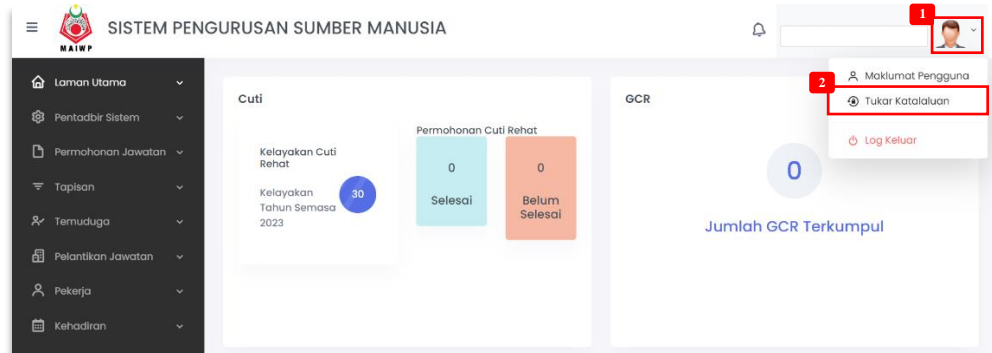 SISTEM PENGURUSAN SUMBER MANUSIA
MAIWP
1
Maklumat Pengguna
2
Tukar Katalaluan
Log Keluar
Laman Utama
Pentadbir Sistem
Permohonan Jawatan
Tapisan
Temuduga
Pelantikan Jawatan
Pekerja
Kehadiran
Cuti
Kelayakan Cuti
Rehat
Kelayakan
Tahun Semasa
2023
30
Permohonan Cuti Rehat
0
Selesai
0
Belum
Selesai
GCR
0
Jumlah GCR Terkumpul